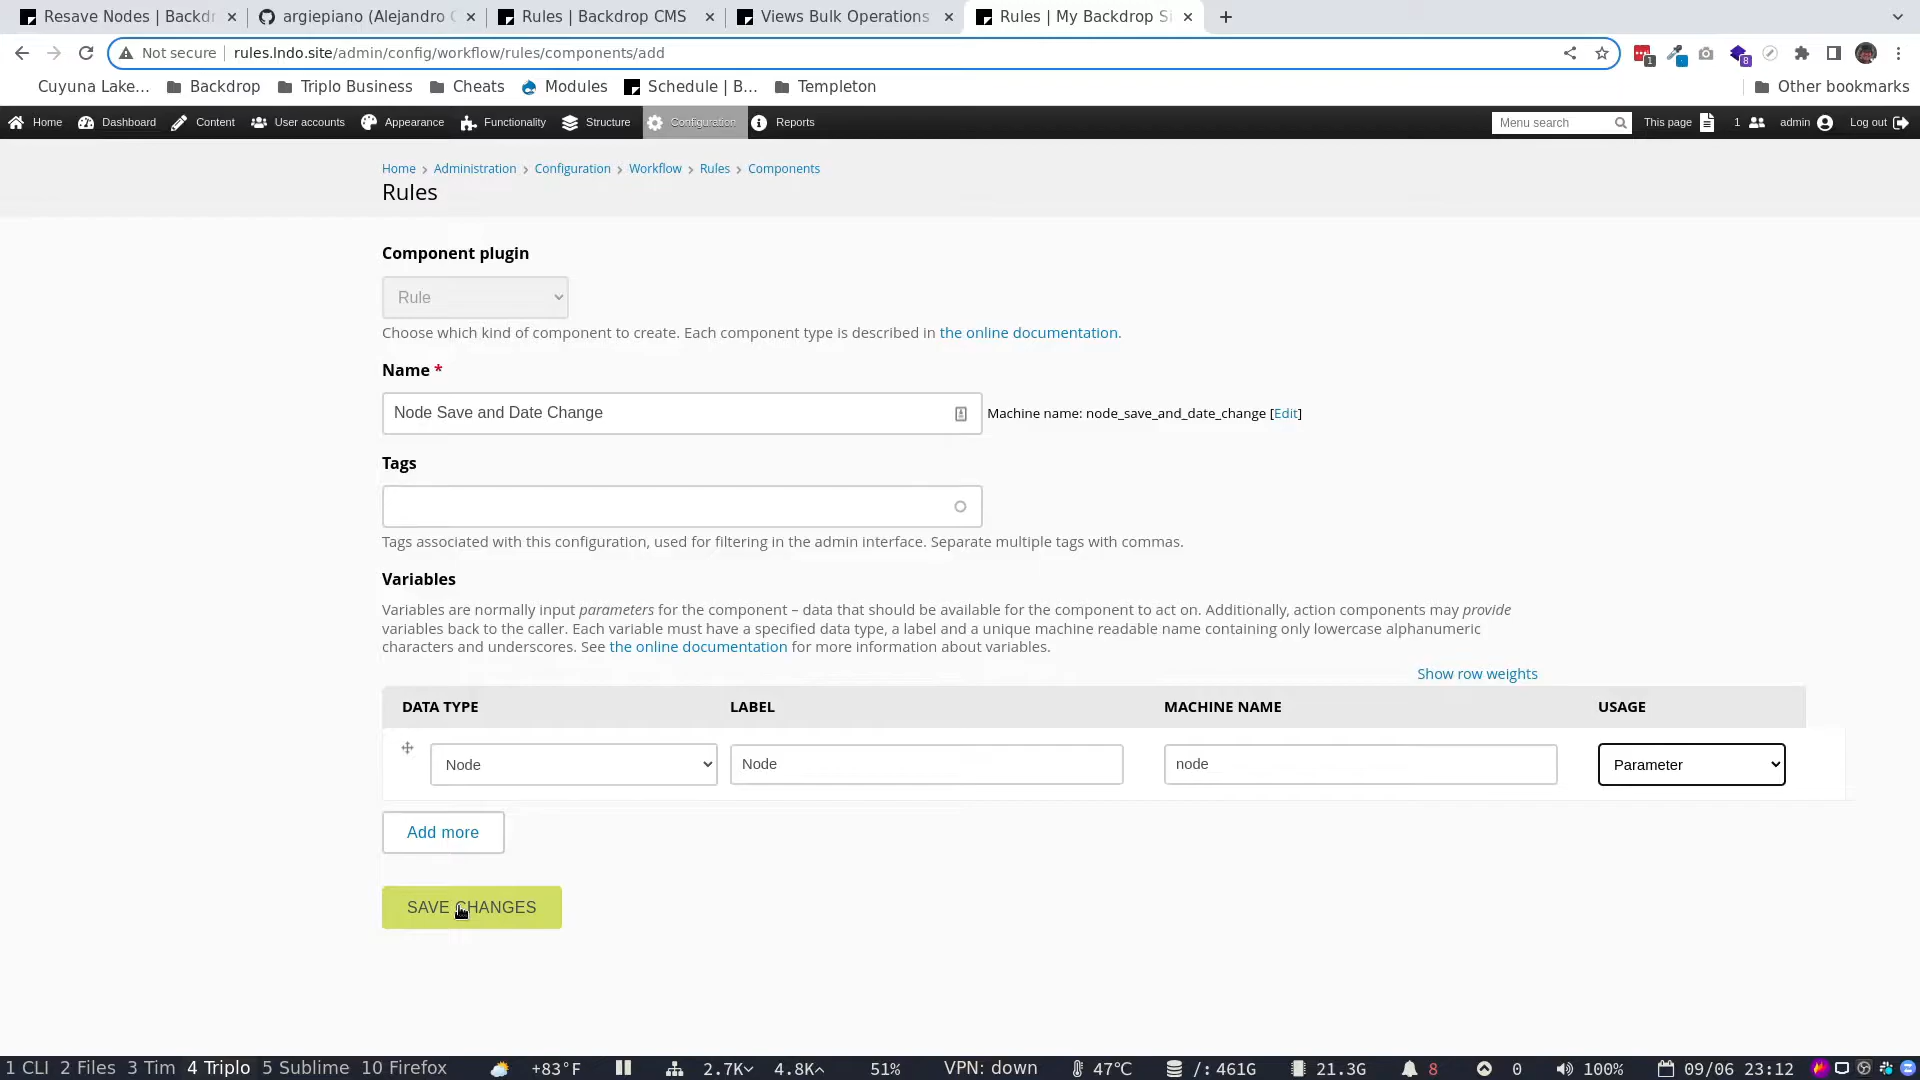 Resave Nodes | Backdr
argiepiano (Alejandro
Rules | Backdrop CMS
Views Bulk Operations
Rules | My Backdrop Si
Not secure
rules.lndo.site/admin/config/workflow/rules/components/add
1
8
Cuyuna Lake...
Backdrop
Triplo Business
Cheats
Modules
Schedule | B...
Templeton
Other bookmarks
Home
Dashboard
Content
User accounts
Appearance
Functionality
Structure
Configuration
Reports
Menu search
This page
1
admin
Log out
Home › Administration › Configuration › Workflow › Rules › Components
Rules
Component plugin
Rule
Choose which kind of component to create. Each component type is described in the online documentation.
Name *
Node Save and Date Change
Machine name: node_save_and_date_change [Edit]
Tags
Tags associated with this configuration, used for filtering in the admin interface. Separate multiple tags with commas.
Variables
Variables are normally input parameters for the component – data that should be available for the component to act on. Additionally, action components may provide
variables back to the caller. Each variable must have a specified data type, a label and a unique machine readable name containing only lowercase alphanumeric
characters and underscores. See the online documentation for more information about variables.
Show row weights
DATA TYPE
LABEL
MACHINE NAME
USAGE
Node
Node
node
Parameter
Add more
SAVE CHANGES
1 CLI 2 Files 3 Tim 4 Triplo 5 Sublime 10 Firefox
+83°F
2.7K
4.8K
51%
VPN: down
47℃
/: 461G
21.3G
8
0
100%
09/06 23:12